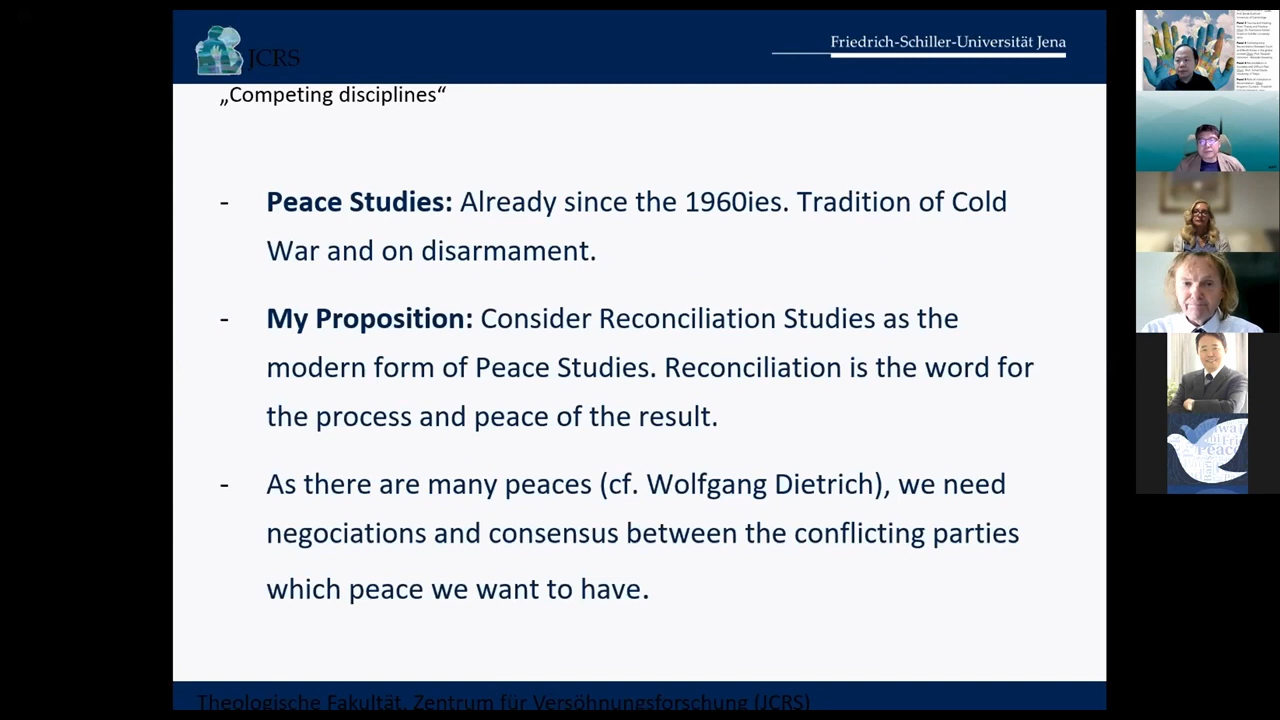 JCRS
Friedrich-Schiller-Universität Jena
„Competing disciplines“
- Peace Studies: Already since the 1960ies. Tradition of Cold
War and on disarmament.
- My Proposition: Consider Reconciliation Studies as the
modern form of Peace Studies. Reconciliation is the word for
the process and peace of the result.
- As there are many peaces (cf. Wolfgang Dietrich), we need
negociations and consensus between the conflicting parties
which peace we want to have.
Theologische Fakultät, Zentrum für Versöhnungsforschung (JCRS)
Peace